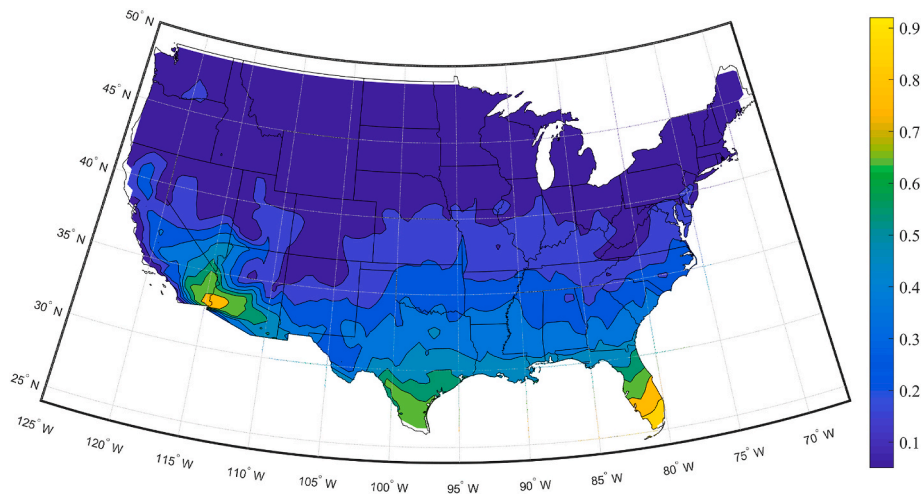 50° N
45° N
40° N
35° N
30° N
25° N
125° W
120° W
115° W
110° W
105° W
100° W
95° W
90° W
85° W
80° W
75° W
70° W
0.9
0.8
0.7
0.6
0.5
0.4
0.3
0.2
0.1